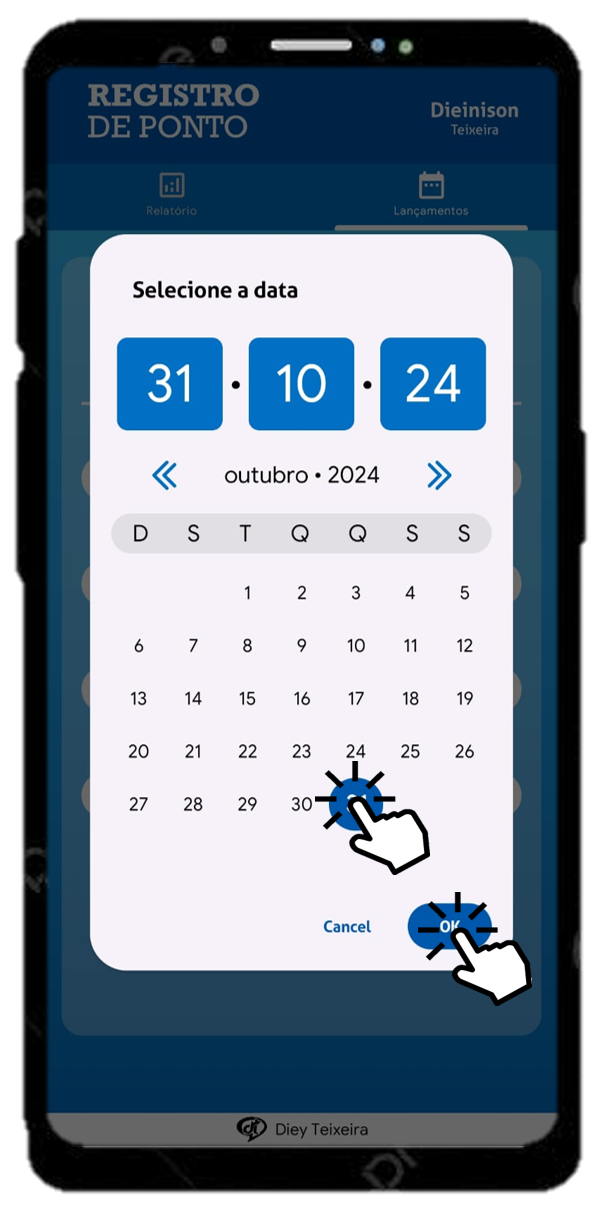 REGISTRO
DE PONTO
Dieinison
Teixeira
Relatório
Lançamentos
Selecione a data
31 • 10 • 24
outubro • 2024
D S T Q Q S S
1 2 3 4 5
6 7 8 9 10 11 12
13 14 15 16 17 18 19
20 21 22 23 24 25 26
27 28 29 30
Cancel
OK
Diey Teixeira